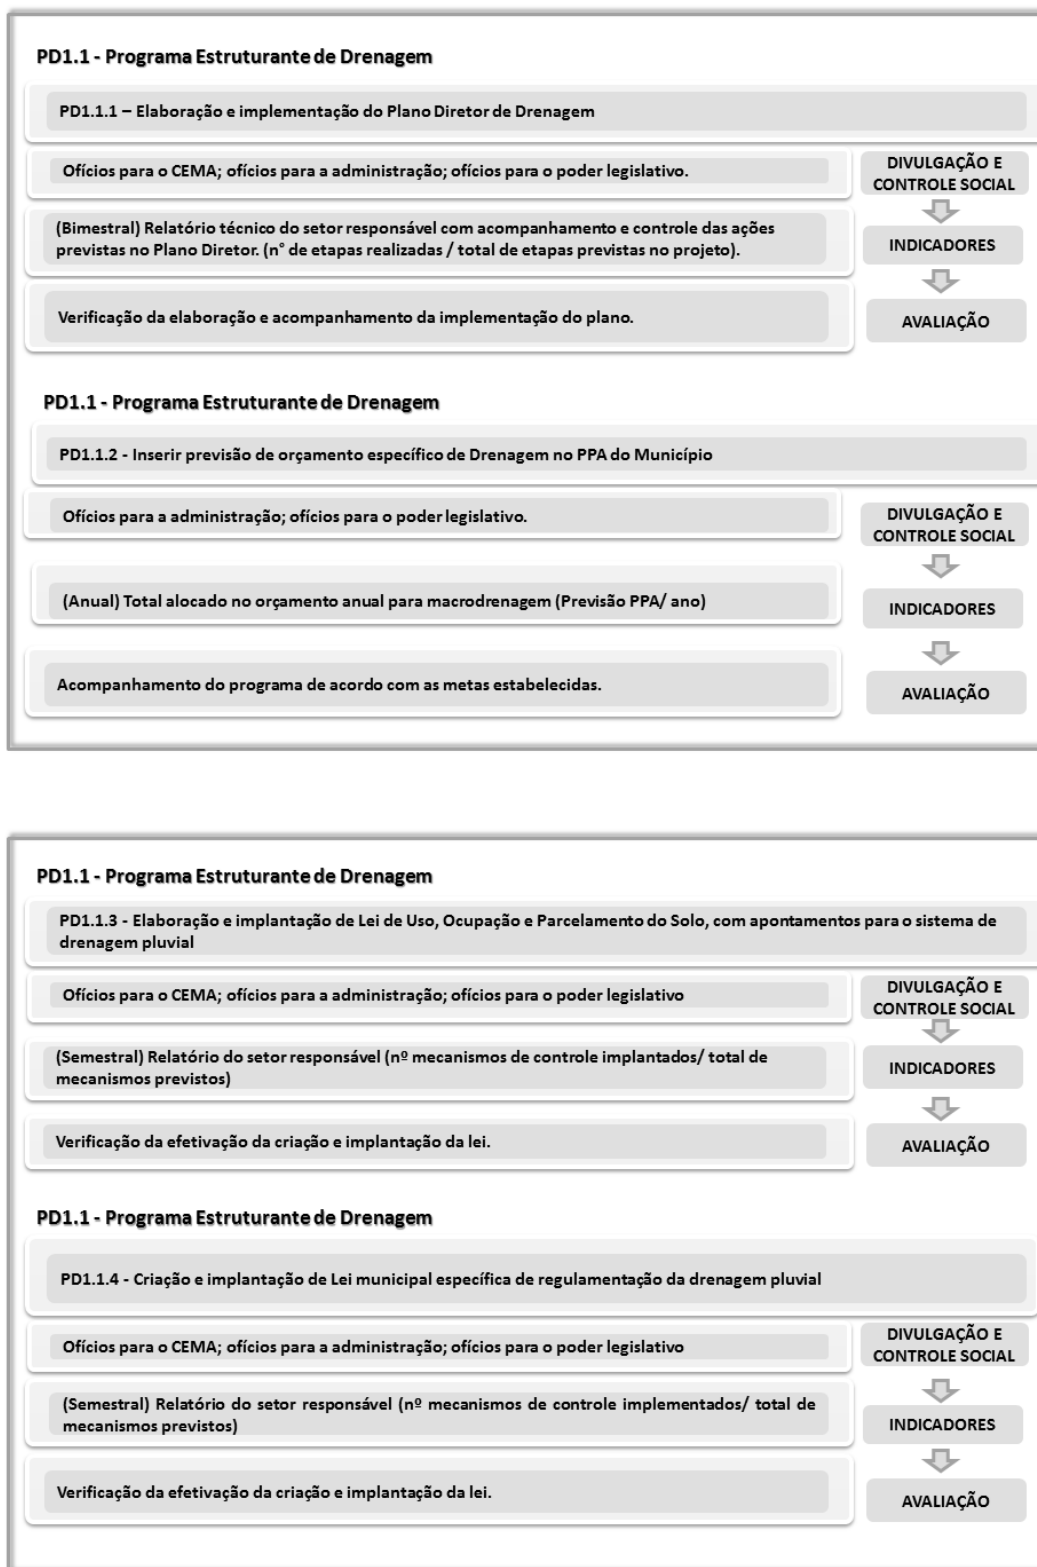 PD1.1 - Programa Estruturante de Drenagem
PD1.1.1 – Elaboração e implementação do Plano Diretor de Drenagem
Ofícios para o CEMA; ofícios para a administração; ofícios para o poder legislativo.
DIVULGAÇÃO E
CONTROLE SOCIAL
(Bimestral) Relatório técnico do setor responsável com acompanhamento e controle das ações
previstas no Plano Diretor. (n° de etapas realizadas / total de etapas previstas no projeto).
INDICADORES
Verificação da elaboração e acompanhamento da implementação do plano.
AVALIAÇÃO
PD1.1 - Programa Estruturante de Drenagem
PD1.1.2 - Inserir previsão de orçamento específico de Drenagem no PPA do Município
Ofícios para a administração; ofícios para o poder legislativo.
DIVULGAÇÃO E
CONTROLE SOCIAL
(Anual) Total alocado no orçamento anual para macrodrenagem (Previsão PPA/ ano)
INDICADORES
Acompanhamento do programa de acordo com as metas estabelecidas.
AVALIAÇÃO
PD1.1 - Programa Estruturante de Drenagem
PD1.1.3 - Elaboração e implantação de Lei de Uso, Ocupação e Parcelamento do Solo, com apontamentos para o sistema de
drenagem pluvial
Ofícios para o CEMA; ofícios para a administração; ofícios para o poder legislativo
DIVULGAÇÃO E
CONTROLE SOCIAL
(Semestral) Relatório do setor responsável (nº mecanismos de controle implantados/ total de
mecanismos previstos)
INDICADORES
Verificação da efetivação da criação e implantação da lei.
AVALIAÇÃO
PD1.1 - Programa Estruturante de Drenagem
PD1.1.4 - Criação e implantação de Lei municipal específica de regulamentação da drenagem pluvial
Ofícios para o CEMA; ofícios para a administração; ofícios para o poder legislativo
DIVULGAÇÃO E
CONTROLE SOCIAL
(Semestral) Relatório do setor responsável (nº mecanismos de controle implementados/ total de
mecanismos previstos)
INDICADORES
Verificação da efetivação da criação e implantação da lei.
AVALIAÇÃO